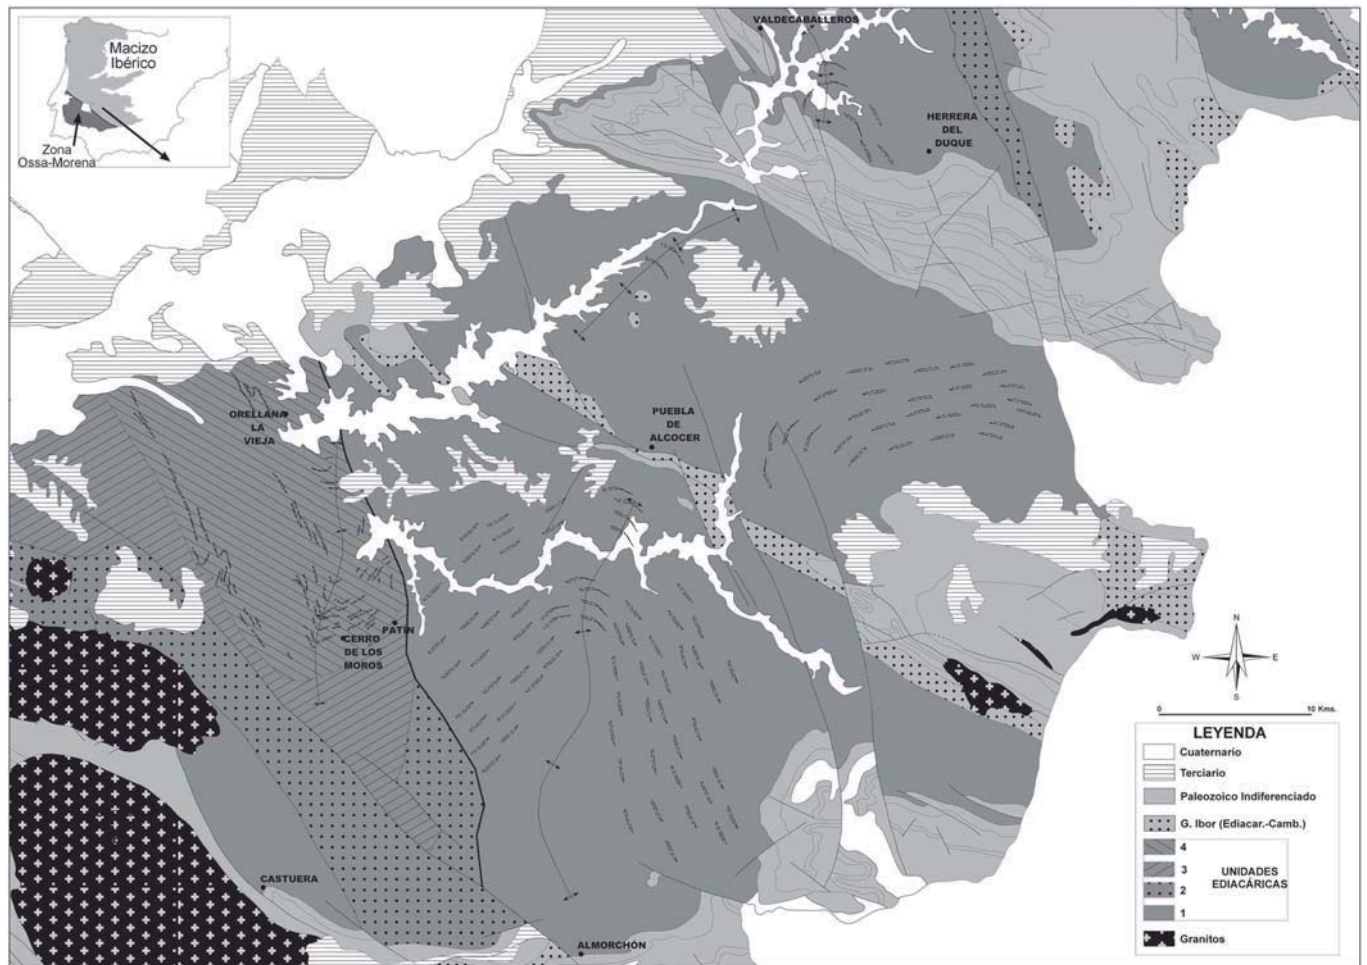 Macizo
Ibérico
Zona
Ossa-Morena
VALDECABALLEROS
HERRERA
DEL
DUQUE
ORELLANA
LA
VIEJA
PUEBLA
DE
ALCOCER
PATIN
CERRO
DE LOS
MOROS
CASTUERA
ALMORCHÓN
N
W
E
S
0
10 Kms.
LEYENDA
Cuaternario
Terciario
Paleozoico Indiferenciado
G. Ibor (Ediacar.-Camb.)
4
3
2
1
UNIDADES
EDIACÁRICAS
Granitos